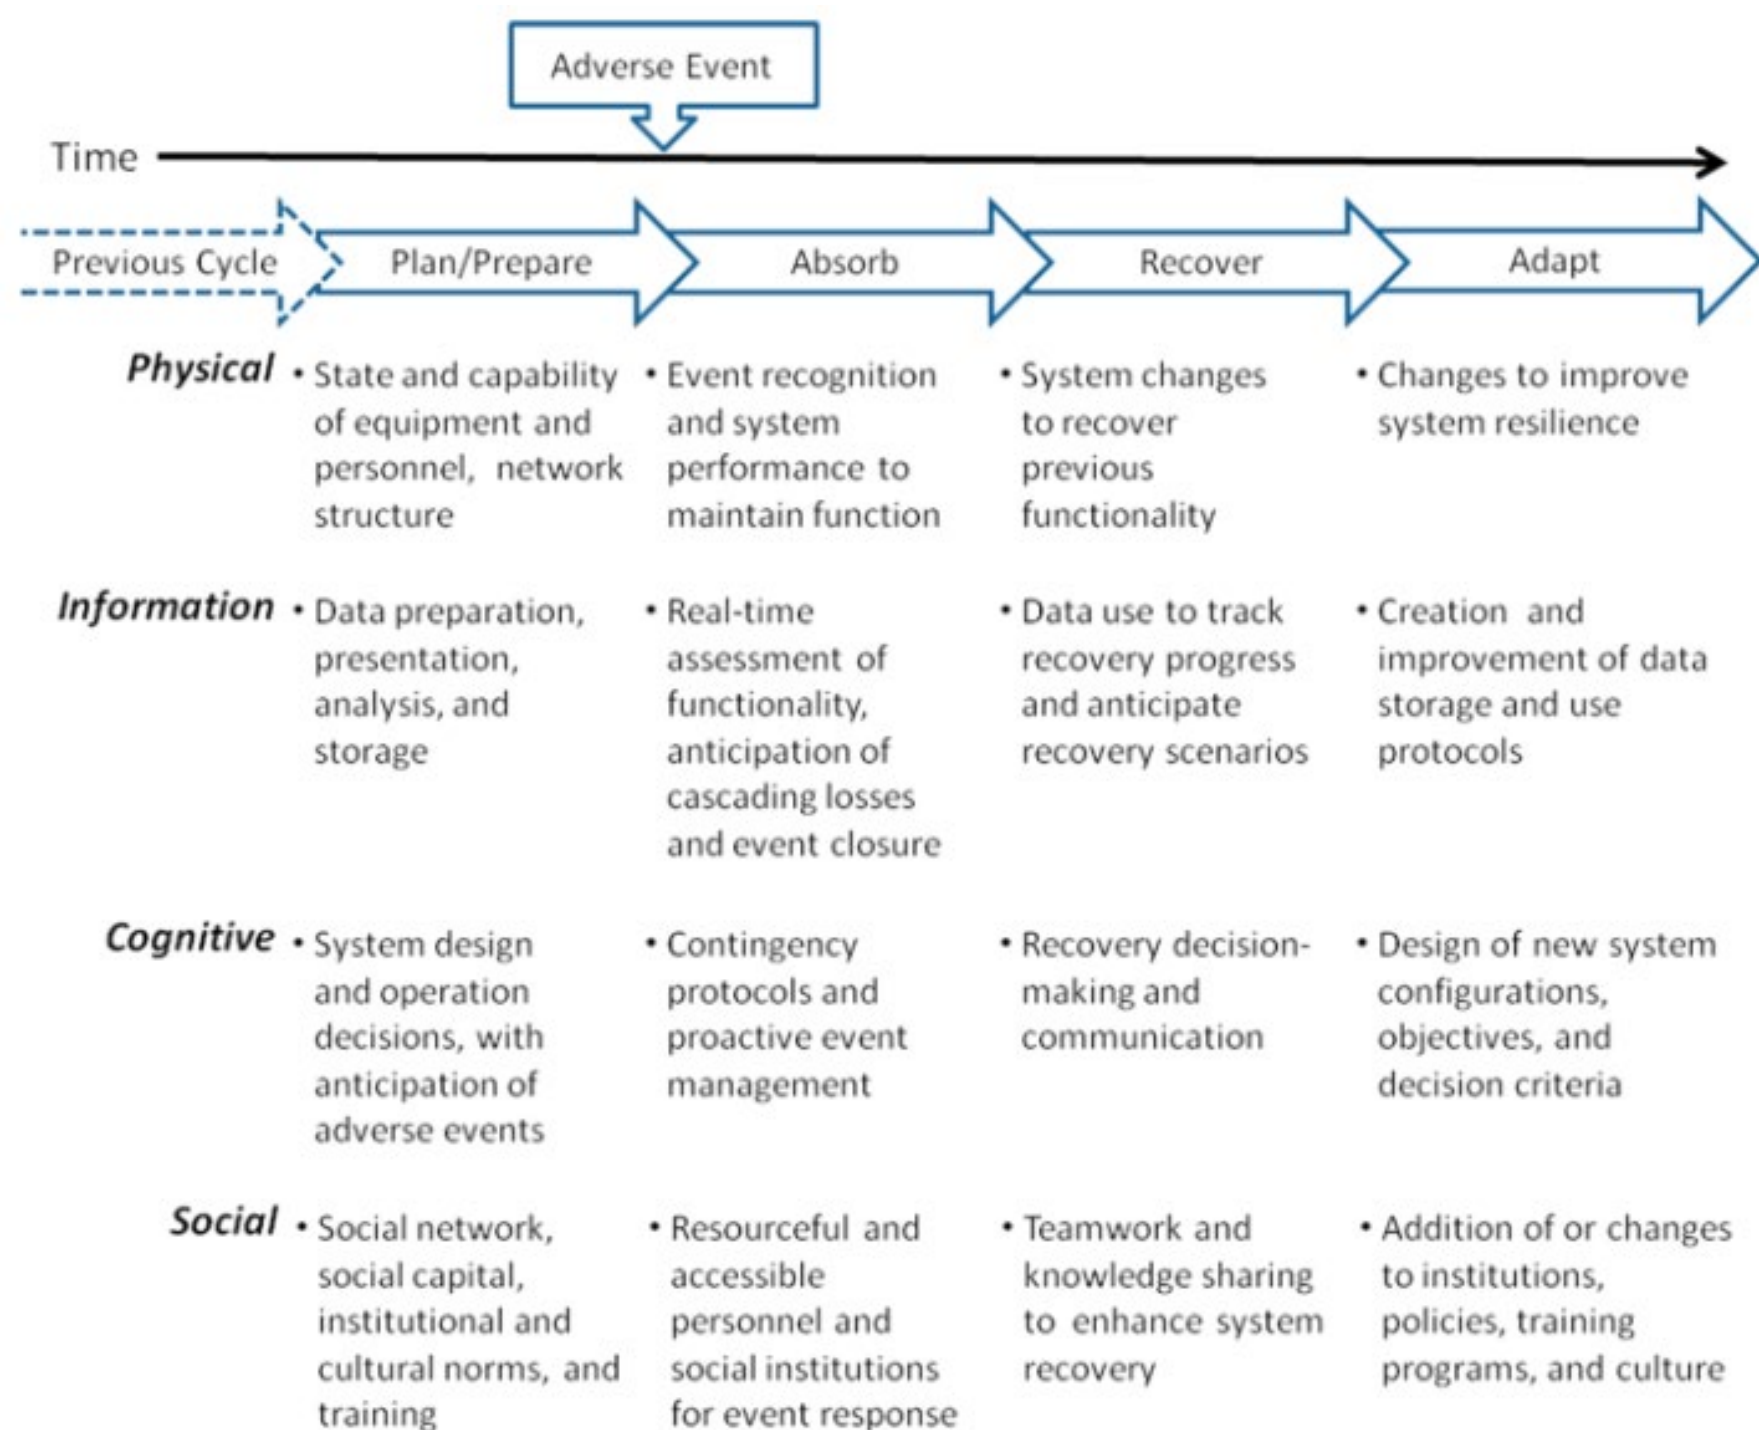 Adverse Event
Time
Previous Cycle
Plan/Prepare
Absorb
Recover
Adapt
Physical
• State and capability
of equipment and
personnel, network
structure
• Event recognition
and system
performance to
maintain function
• System changes
to recover
previous
functionality
• Changes to improve
system resilience
Information
• Data preparation,
presentation,
analysis, and
storage
• Real-time
assessment of
functionality,
anticipation of
cascading losses
and event closure
• Data use to track
recovery progress
and anticipate
recovery scenarios
• Creation and
improvement of data
storage and use
protocols
Cognitive
• System design
and operation
decisions, with
anticipation of
adverse events
• Contingency
protocols and
proactive event
management
• Recovery decision-
making and
communication
• Design of new system
configurations,
objectives, and
decision criteria
Social
• Social network,
social capital,
institutional and
cultural norms, and
training
• Resourceful and
accessible
personnel and
social institutions
for event response
• Teamwork and
knowledge sharing
to enhance system
recovery
• Addition of or changes
to institutions,
policies, training
programs, and culture